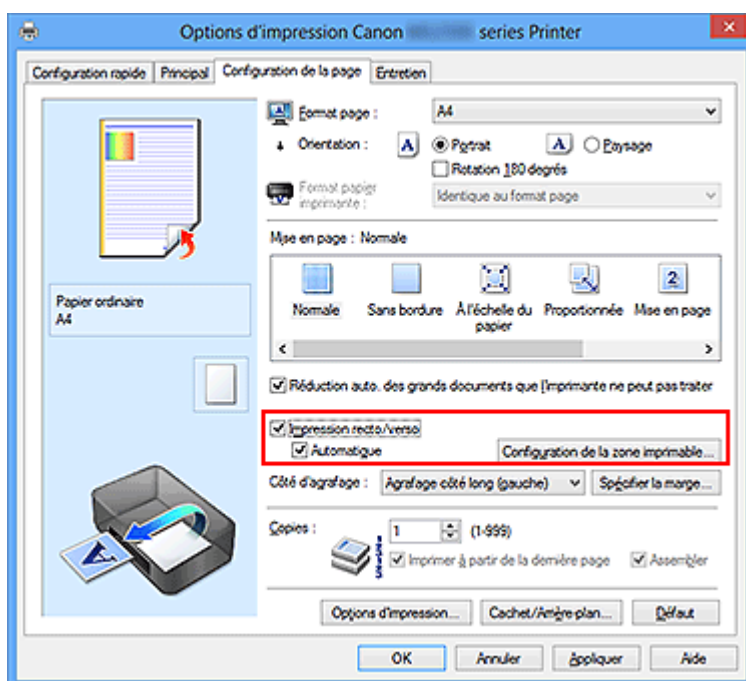 Options d'impression Canon series Printer
Configuration rapide Principal Configuration de la page Entretien
Format page : A4
Orientation : A Portrait A Paysage
Rotation 180 degrés
Format papier imprimante : Identique au format page
Mise en page : Normale
Normale Sans bordure À l'échelle du papier Proportionnée Mise en page
Papier ordinaire
A4
Réduction auto. des grands documents que l'imprimante ne peut pas traiter
Impression recto/verso
Automatique Configuration de la zone imprimable...
Côté d'agrafage : Agrafage côté long (gauche) Spécifier la marge...
Copies : 1 (1-999)
Imprimer à partir de la dernière page Assembler
Options d'impression... Cachet/Arrière-plan... Défaut
OK Annuler Appliquer Aide